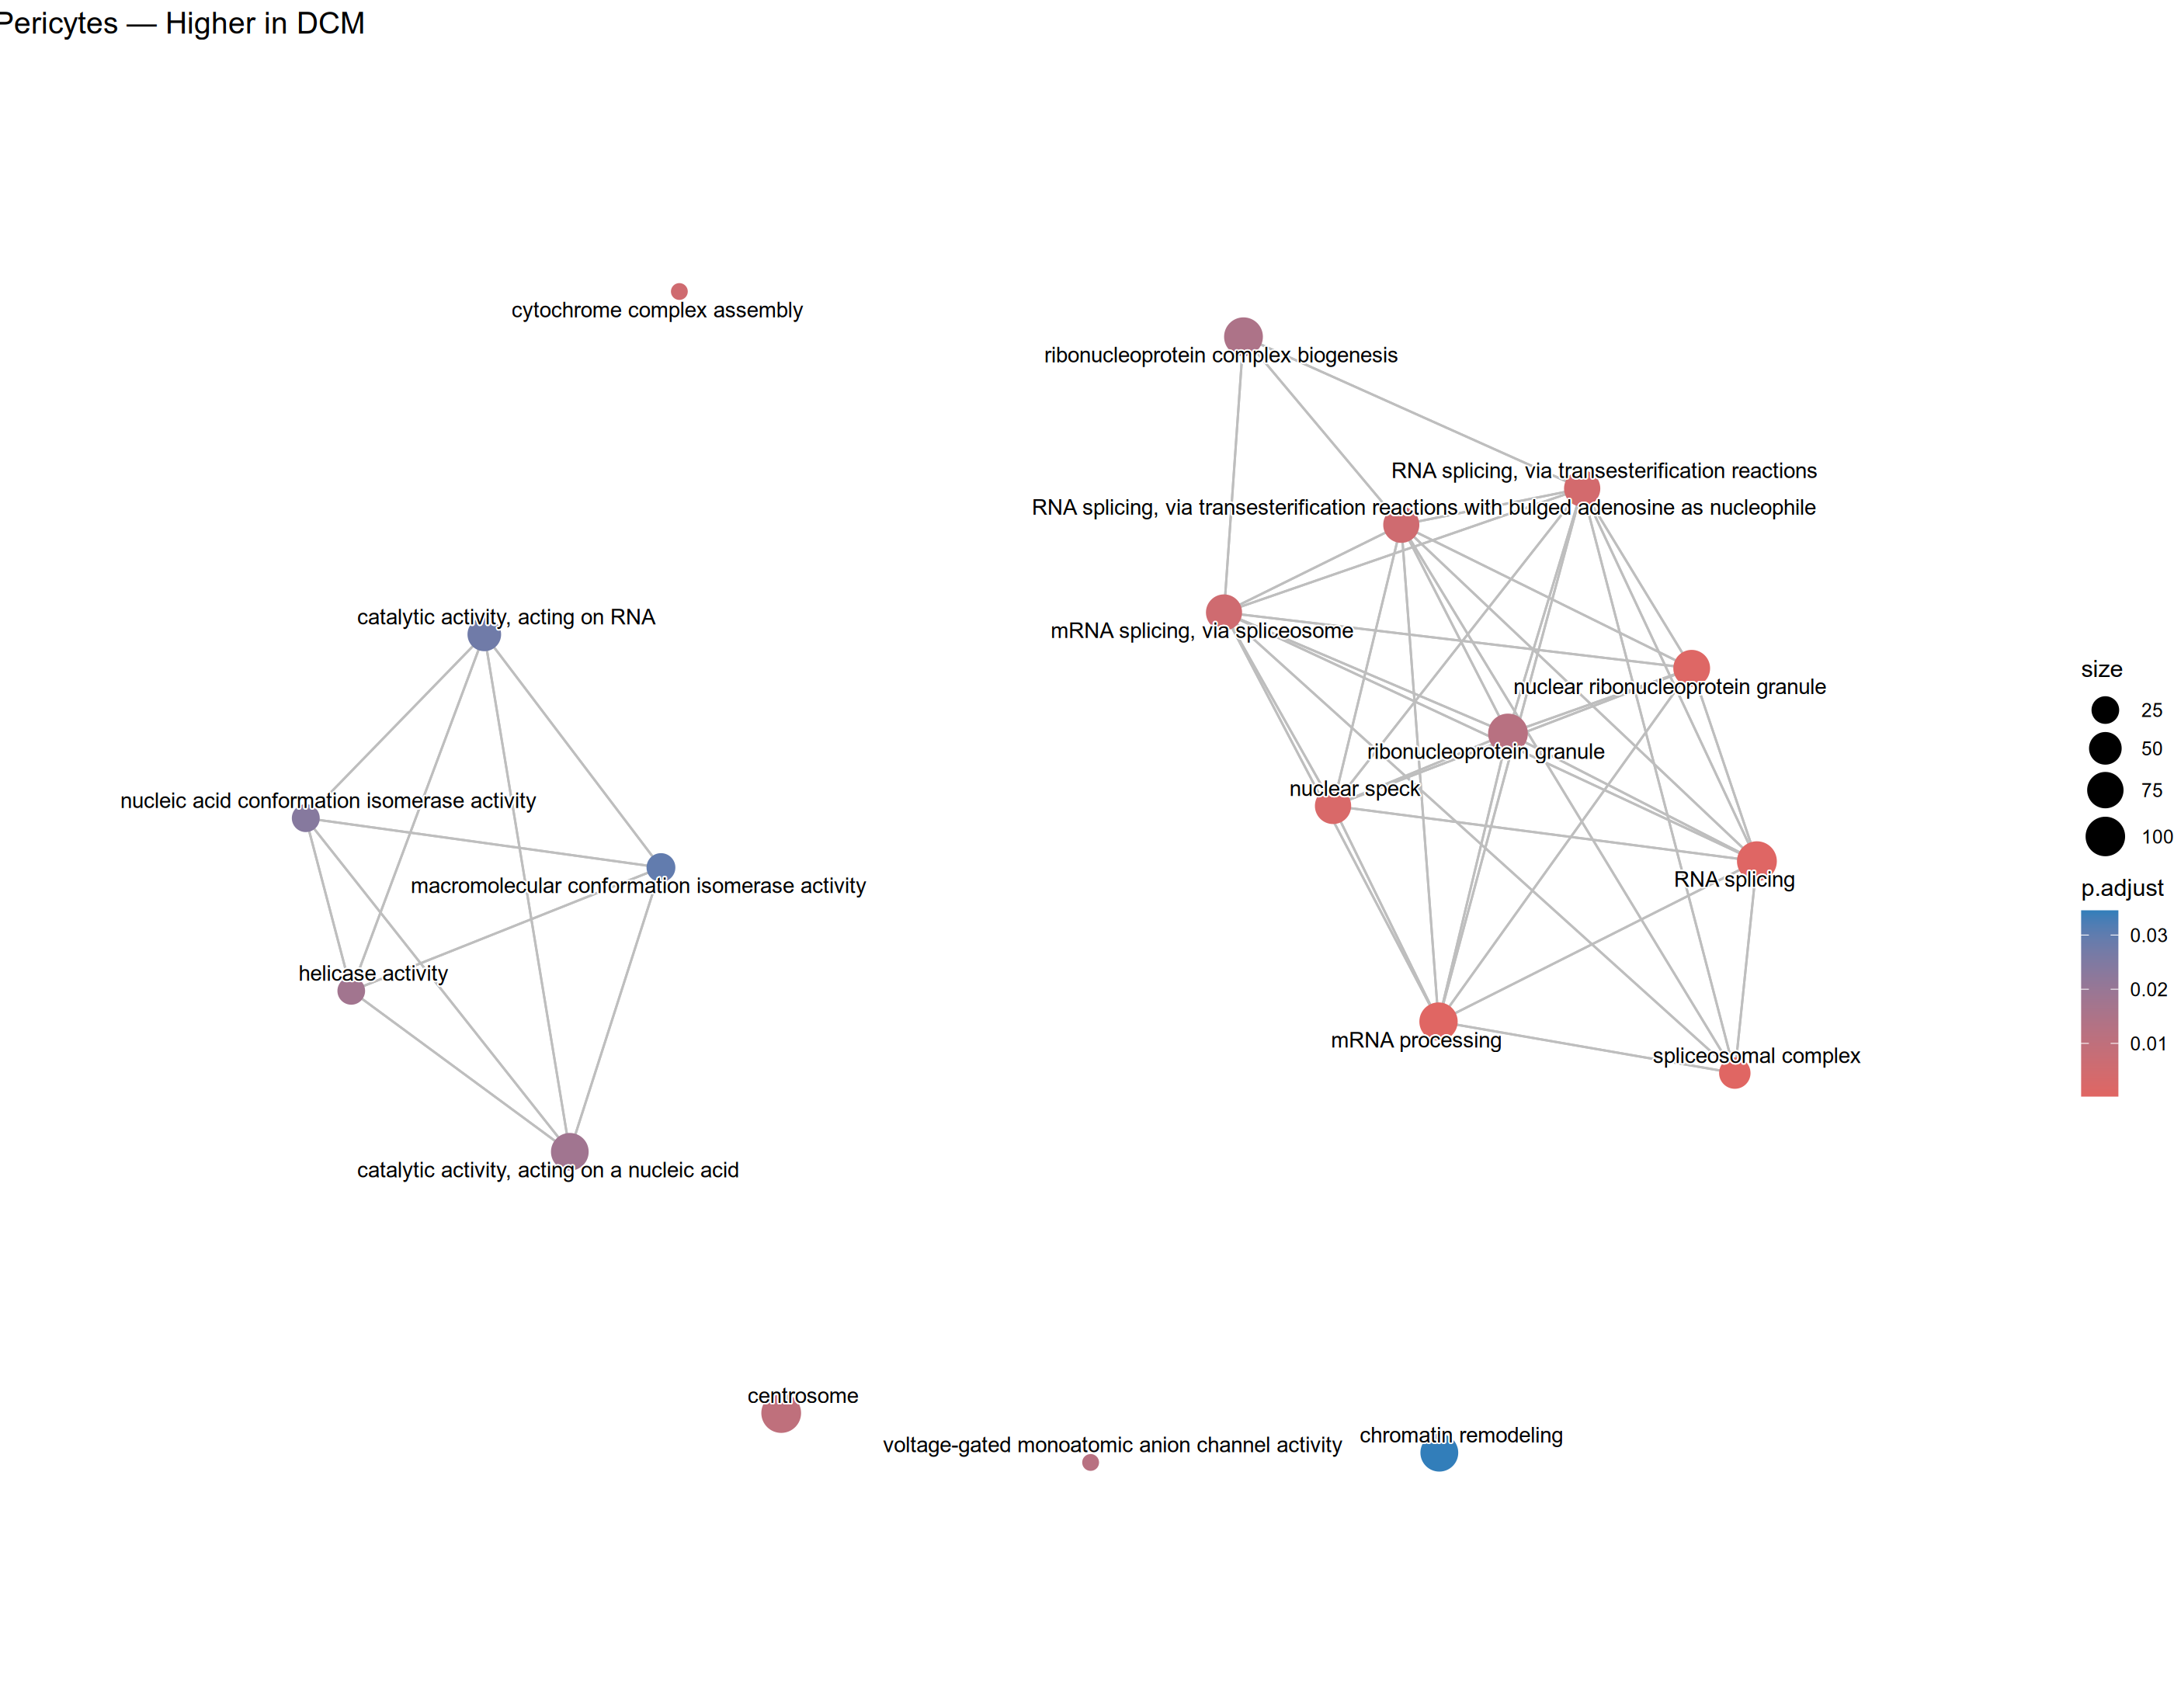 Pericytes — Higher in DCM
cytochrome complex assembly
ribonucleoprotein complex biogenesis
RNA splicing, via transesterification reactions
RNA splicing, via transesterification reactions with bulged adenosine as nucleophile
catalytic activity, acting on RNA
mRNA splicing, via spliceosome
nuclear ribonucleoprotein granule
ribonucleoprotein granule
nuclear speck
nucleic acid conformation isomerase activity
macromolecular conformation isomerase activity
RNA splicing
helicase activity
mRNA processing
spliceosomal complex
catalytic activity, acting on a nucleic acid
centrosome
voltage-gated monoatomic anion channel activity
chromatin remodeling
size
25
50
75
100
p.adjust
0.03
0.02
0.01